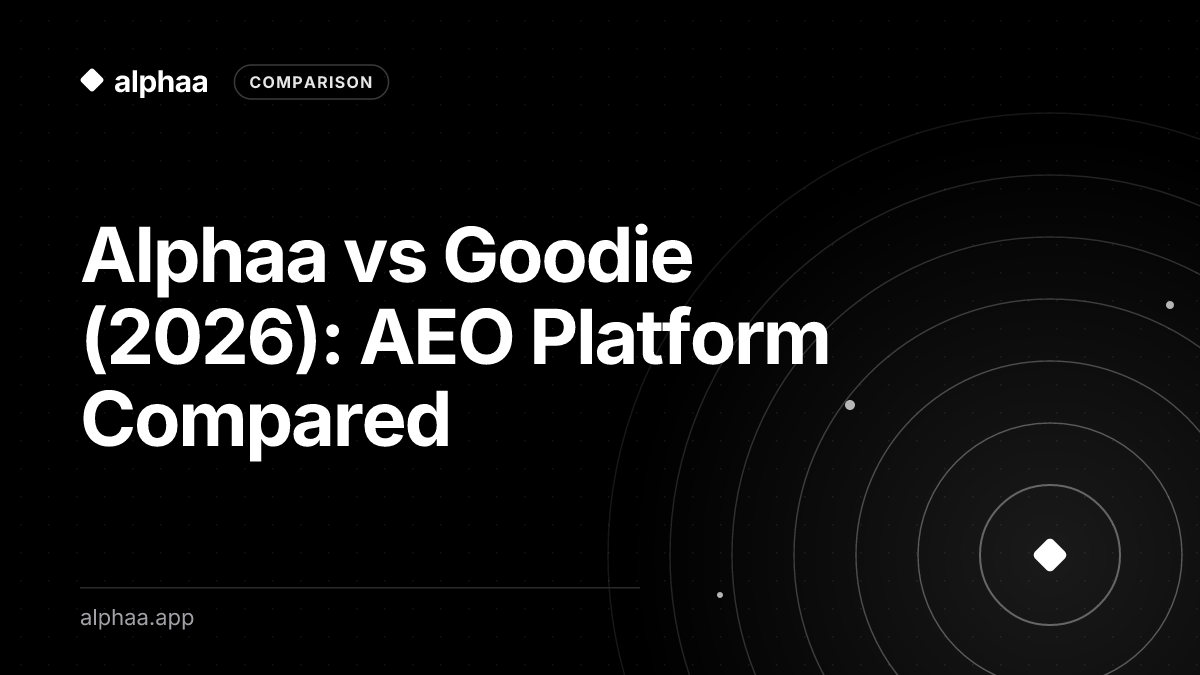 alphaa
COMPARISON
Alphaa vs Goodie
(2026): AEO Platform
Compared
alphaa.app